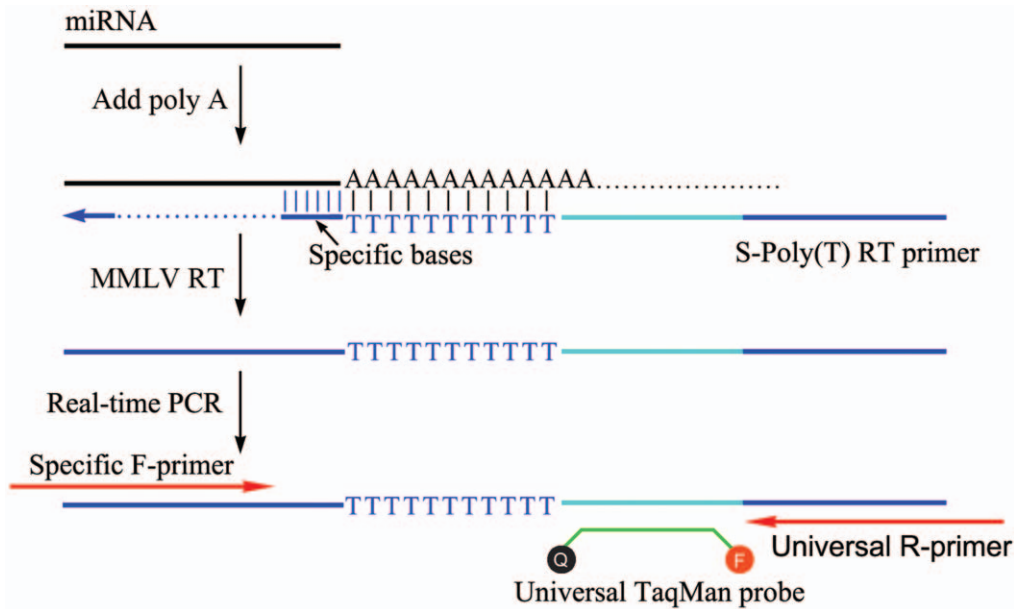 miRNA
Add poly A
AAAAAAAAAAAAA
TTTTTTTTTTT
Specific bases
S-Poly(T) RT primer
MMLV RT
TTTTTTTTTTT
Real-time PCR
Specific F-primer
TTTTTTTTTTT
Universal R-primer
Q
F
Universal TaqMan probe